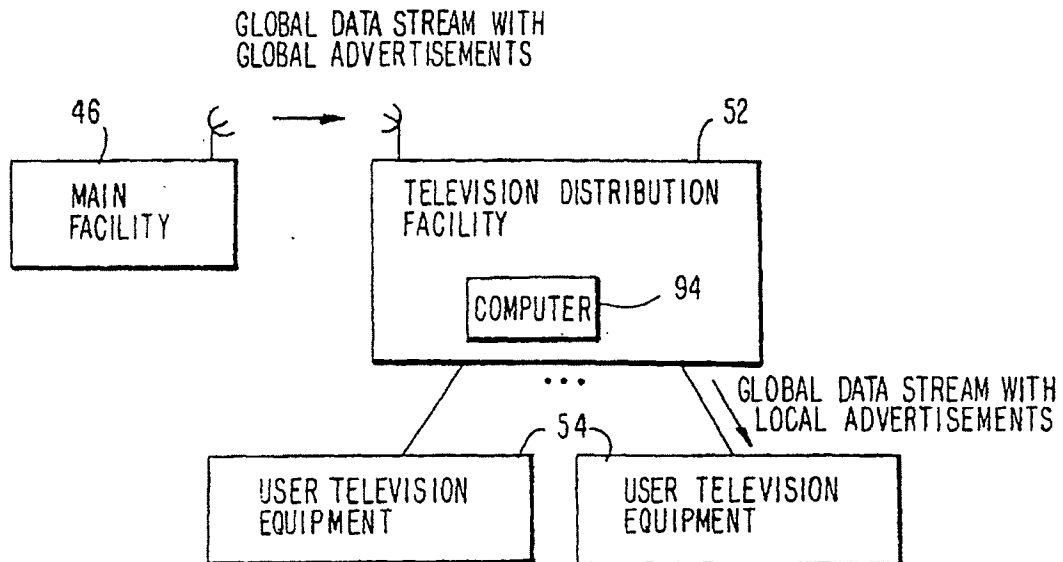 GLOBAL DATA STREAM WITH
GLOBAL ADVERTISEMENTS
46
52
MAIN
FACILITY
TELEVISION DISTRIBUTION
FACILITY
COMPUTER
94
...
GLOBAL DATA STREAM WITH
LOCAL ADVERTISEMENTS
54
USER TELEVISION
EQUIPMENT
USER TELEVISION
EQUIPMENT